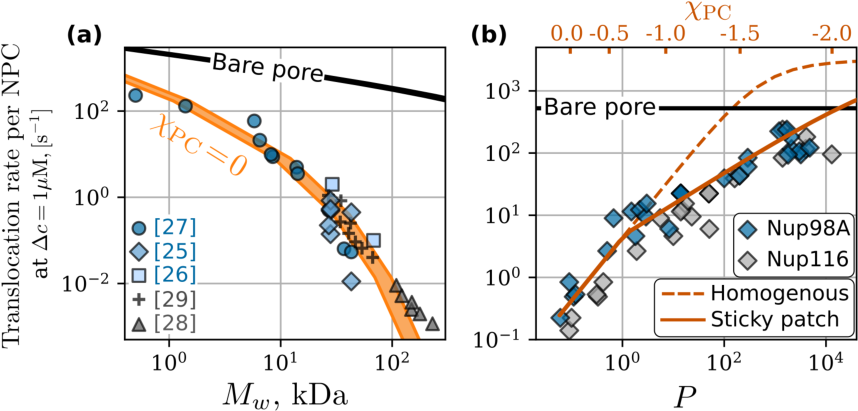 (a)
Translocation rate per NPC
at Δc=1μM,[s⁻¹]
10²
10⁰
10⁻²
Bare pore
χPC=0
[27]
[25]
[26]
[29]
[28]
10⁰ 10¹ 10²
M_w, kDa
(b)
χPC
0.0 -0.5 -1.0 -1.5 -2.0
10³
10²
10¹
10⁰
10⁻¹
Bare pore
Nup98A
Nup116
Homogenous
Sticky patch
10⁰ 10² 10⁴
P